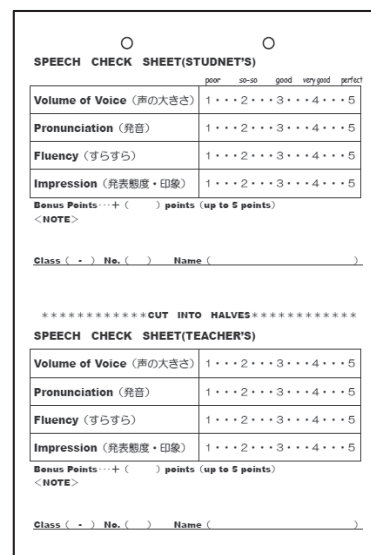 SPEECH CHECK SHEET(STUDNET'S)
poor so-so good very good perfect
Volume of Voice（声の大きさ） 1・・・2・・・3・・・4・・・5
Pronunciation（発音） 1・・・2・・・3・・・4・・・5
Fluency（すらすら） 1・・・2・・・3・・・4・・・5
Impression（発表態度・印象） 1・・・2・・・3・・・4・・・5
Bonus Points…+（　　）points（up to 5 points）
＜NOTE＞
Class（ - ）No.（　）　Name（　　　　　　　　）
＊＊＊＊＊＊＊＊＊＊＊＊CUT INTO HALVES＊＊＊＊＊＊＊＊＊＊＊＊
SPEECH CHECK SHEET(TEACHER'S)
Volume of Voice（声の大きさ） 1・・・2・・・3・・・4・・・5
Pronunciation（発音） 1・・・2・・・3・・・4・・・5
Fluency（すらすら） 1・・・2・・・3・・・4・・・5
Impression（発表態度・印象） 1・・・2・・・3・・・4・・・5
Bonus Points…+（　　）points（up to 5 points）
＜NOTE＞
Class（ - ）No.（　）　Name（　　　　　　　　）